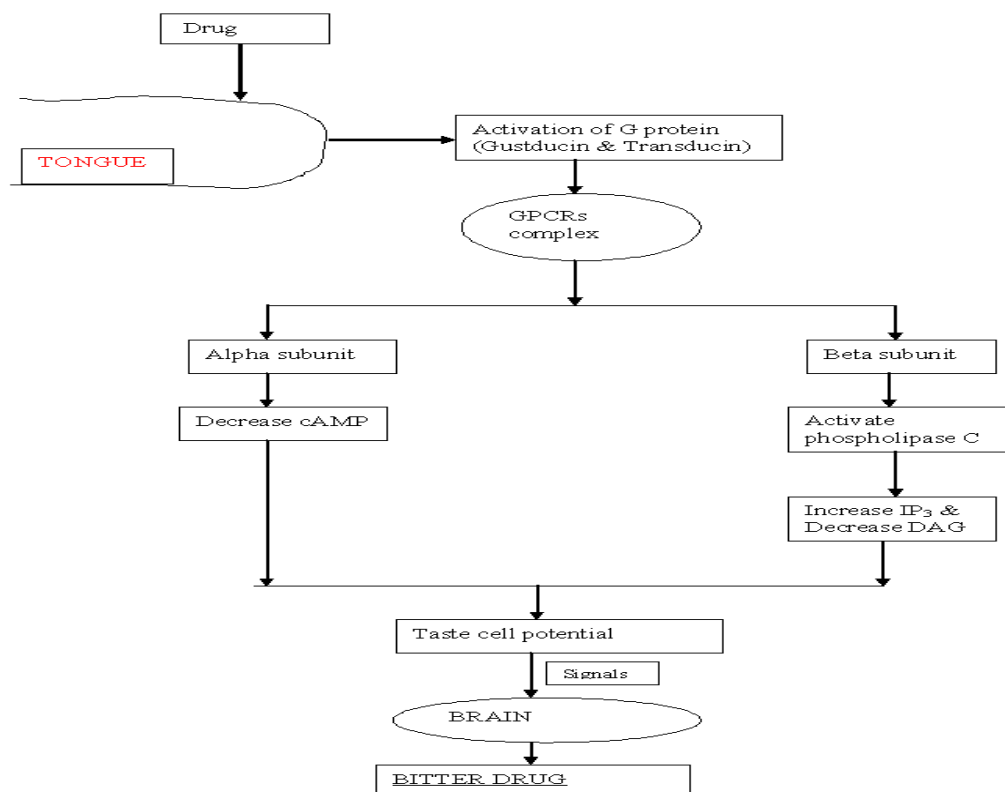 Drug
TONGUE
Activation of G protein
(Gustducin & Transducin)
GPCRs
complex
Alpha subunit
Beta subunit
Decrease cAMP
Activate
phospholipase C
Increase IP₃ &
Decrease DAG
Taste cell potential
Signals
BRAIN
BITTER DRUG